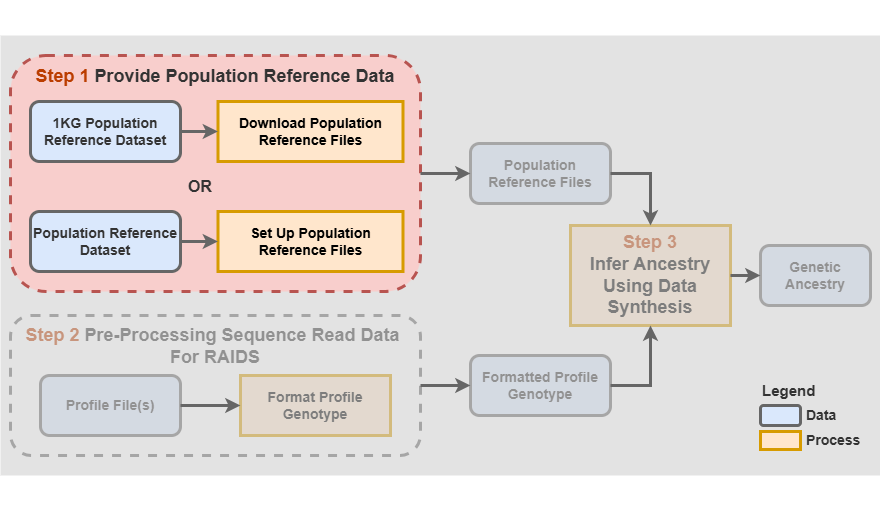 Step 1 Provide Population Reference Data
1KG Population
Reference Dataset
Download Population
Reference Files
OR
Population Reference
Dataset
Set Up Population
Reference Files
Population
Reference Files
Step 3
Infer Ancestry
Using Data
Synthesis
Genetic
Ancestry
Step 2 Pre-Processing Sequence Read Data
For RAIDS
Profile File(s)
Format Profile
Genotype
Formatted Profile
Genotype
Legend
Data
Process